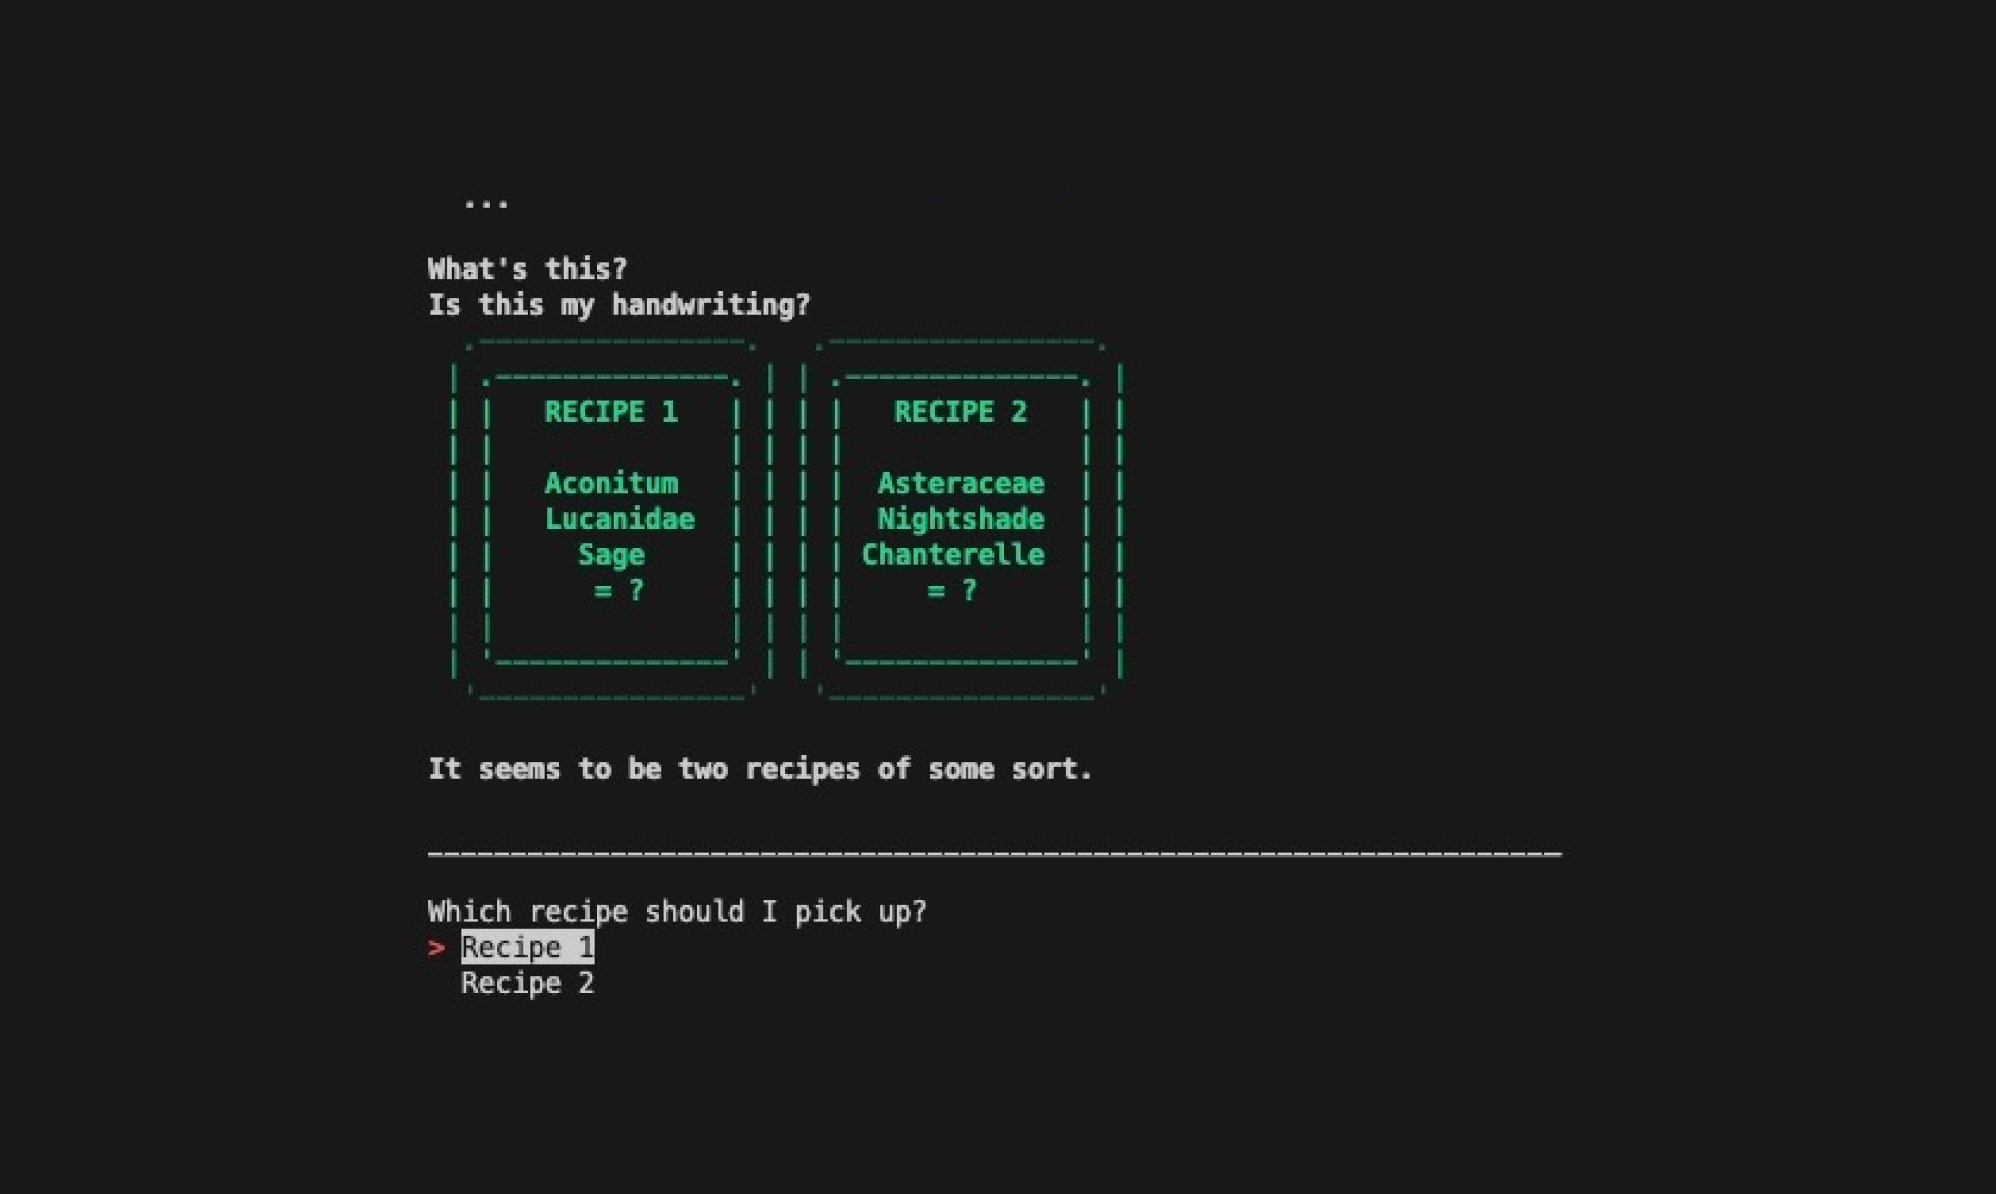 ...
What's this?
Is this my handwriting?
RECIPE 1
Aconitum
Lucanidae
Sage
= ?
RECIPE 2
Asteraceae
Nightshade
Chanterelle
= ?
It seems to be two recipes of some sort.
Which recipe should I pick up?
> Recipe 1
Recipe 2